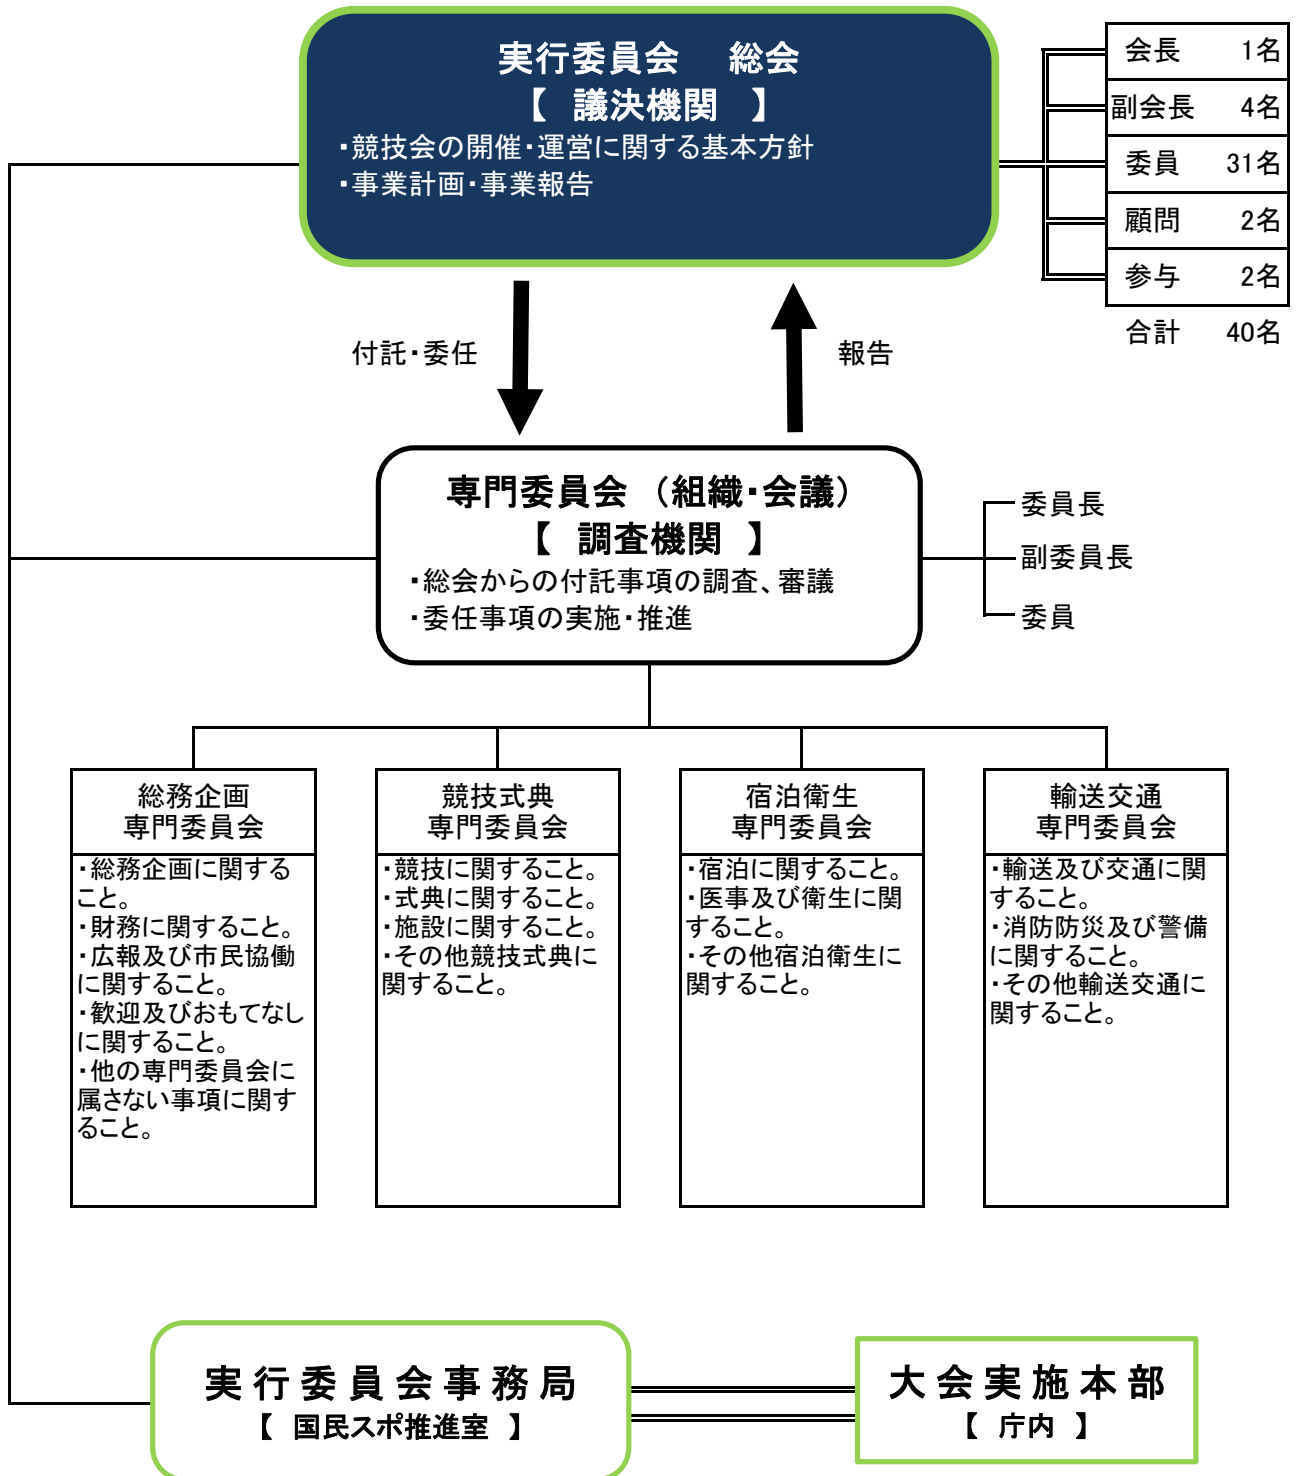 実行委員会　総会
【　議決機関　】
・競技会の開催・運営に関する基本方針
・事業計画・事業報告
会長　1名
副会長　4名
委員　31名
顧問　2名
参与　2名
合計　40名
付託・委任
報告
専門委員会（組織・会議）
【　調査機関　】
・総会からの付託事項の調査、審議
・委任事項の実施・推進
委員長
副委員長
委員
総務企画
専門委員会
・総務企画に関する
こと。
・財務に関すること。
・広報及び市民協働
に関すること。
・歓迎及びおもてなし
に関すること。
・他の専門委員会に
属さない事項に関す
ること。
競技式典
専門委員会
・競技に関すること。
・式典に関すること。
・施設に関すること。
・その他競技式典に
関すること。
宿泊衛生
専門委員会
・宿泊に関すること。
・医事及び衛生に関
すること。
・その他宿泊衛生に
関すること。
輸送交通
専門委員会
・輸送及び交通に関
すること。
・消防防災及び警備
に関すること。
・その他輸送交通に
関すること。
実行委員会事務局
【　国民スポ推進室　】
大会実施本部
【　庁内　】